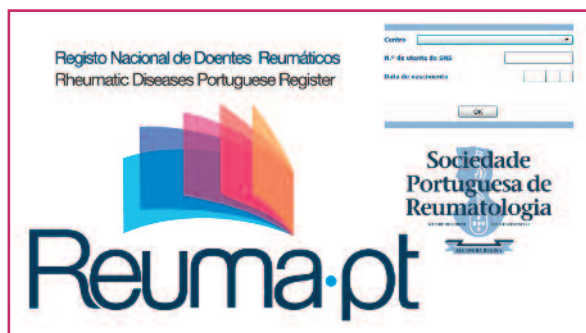 Registo Nacional de Doentes Reumáticos
Rheumatic Diseases Portuguese Register
Reuma.pt
Centro
N.º de utente do SNS
Data de nascimento
OK
Sociedade
Portuguesa de
Reumatologia